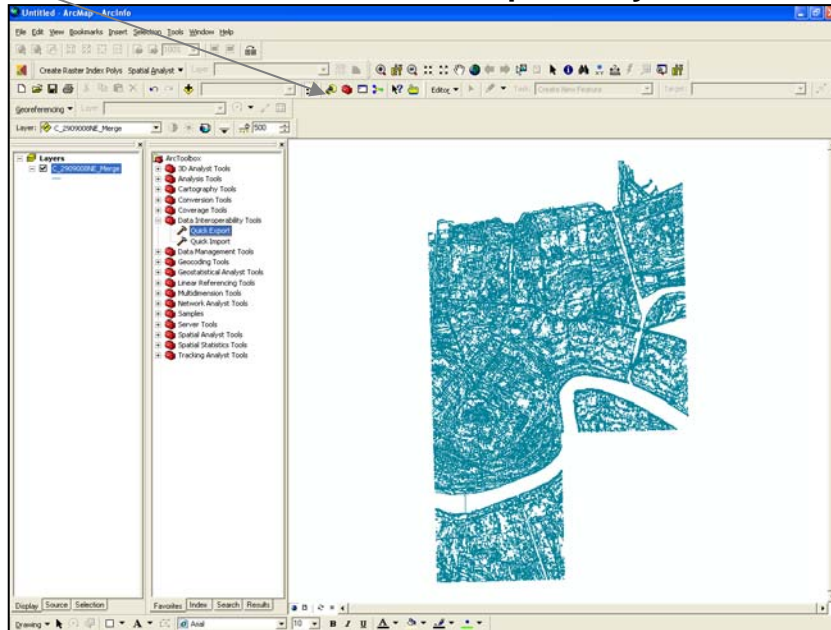 Untitled - ArcMap - ArcInfo
File Edit View Bookmarks Insert Selection Tools Window Help
100%
Create Raster Index Polys Spatial Analyst Layer:
Editor Task: Create New Feature Target:
Georeferencing Layer:
Layer: C_2909008NE_Merge 500
Layers
C_2909008NE_Merge
ArcToolbox
3D Analyst Tools
Analysis Tools
Cartography Tools
Conversion Tools
Coverage Tools
Data Interoperability Tools
Quick Export
Quick Import
Data Management Tools
Geocoding Tools
Geostatistical Analyst Tools
Linear Referencing Tools
Multidimension Tools
Network Analyst Tools
Samples
Server Tools
Spatial Analyst Tools
Spatial Statistics Tools
Tracking Analyst Tools
Display Source Selection
Favorites Index Search Results
Drawing A Arial 10 B I U A